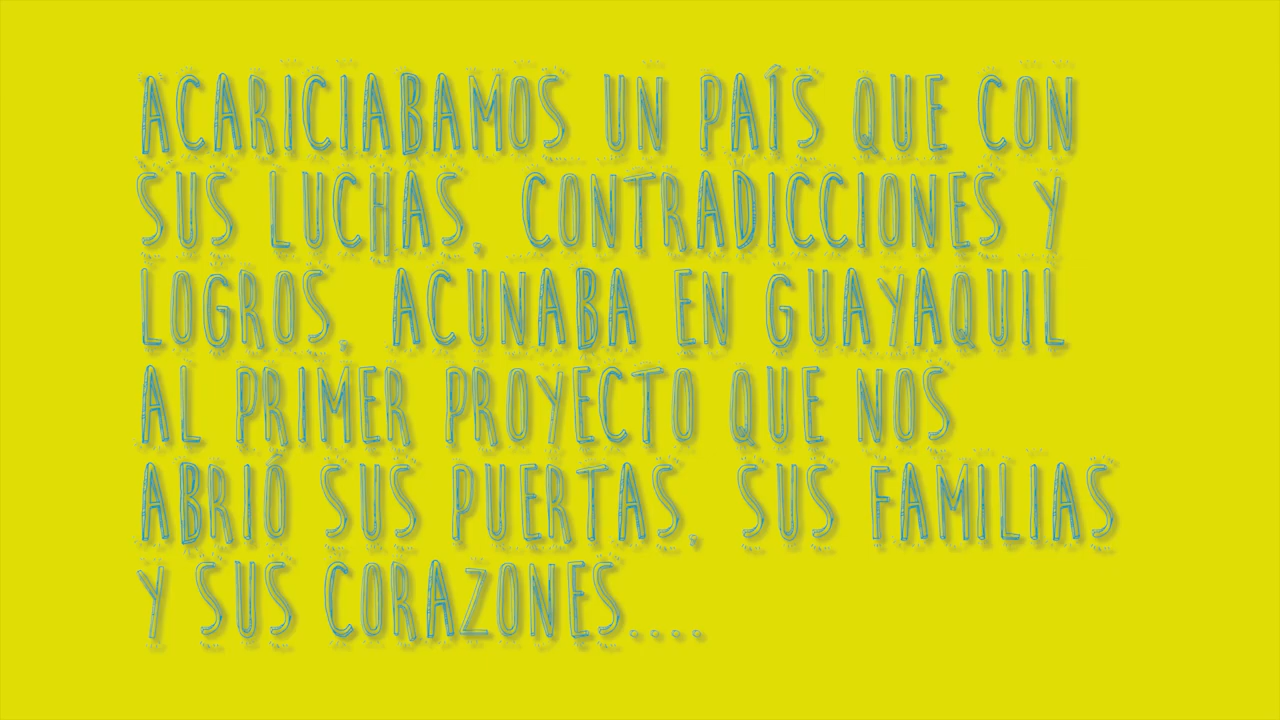 ACARICIABAMOS UN PAÍS QUE CON
SUS LUCHAS, CONTRADICCIONES Y
LOGROS, ACUNABA EN GUAYAQUIL
AL PRIMER PROYECTO QUE NOS
ABRIÓ SUS PUERTAS, SUS FAMILIAS
Y SUS CORAZONES....